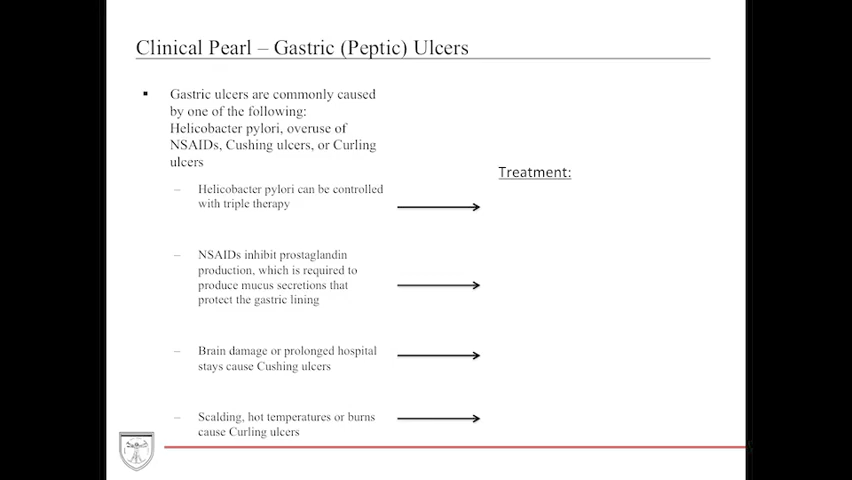 Clinical Pearl – Gastric (Peptic) Ulcers
▪ Gastric ulcers are commonly caused
by one of the following:
Helicobacter pylori, overuse of
NSAIDs, Cushing ulcers, or Curling
ulcers
Treatment:
– Helicobacter pylori can be controlled
with triple therapy
– NSAIDs inhibit prostaglandin
production, which is required to
produce mucus secretions that
protect the gastric lining
– Brain damage or prolonged hospital
stays cause Cushing ulcers
– Scalding, hot temperatures or burns
cause Curling ulcers